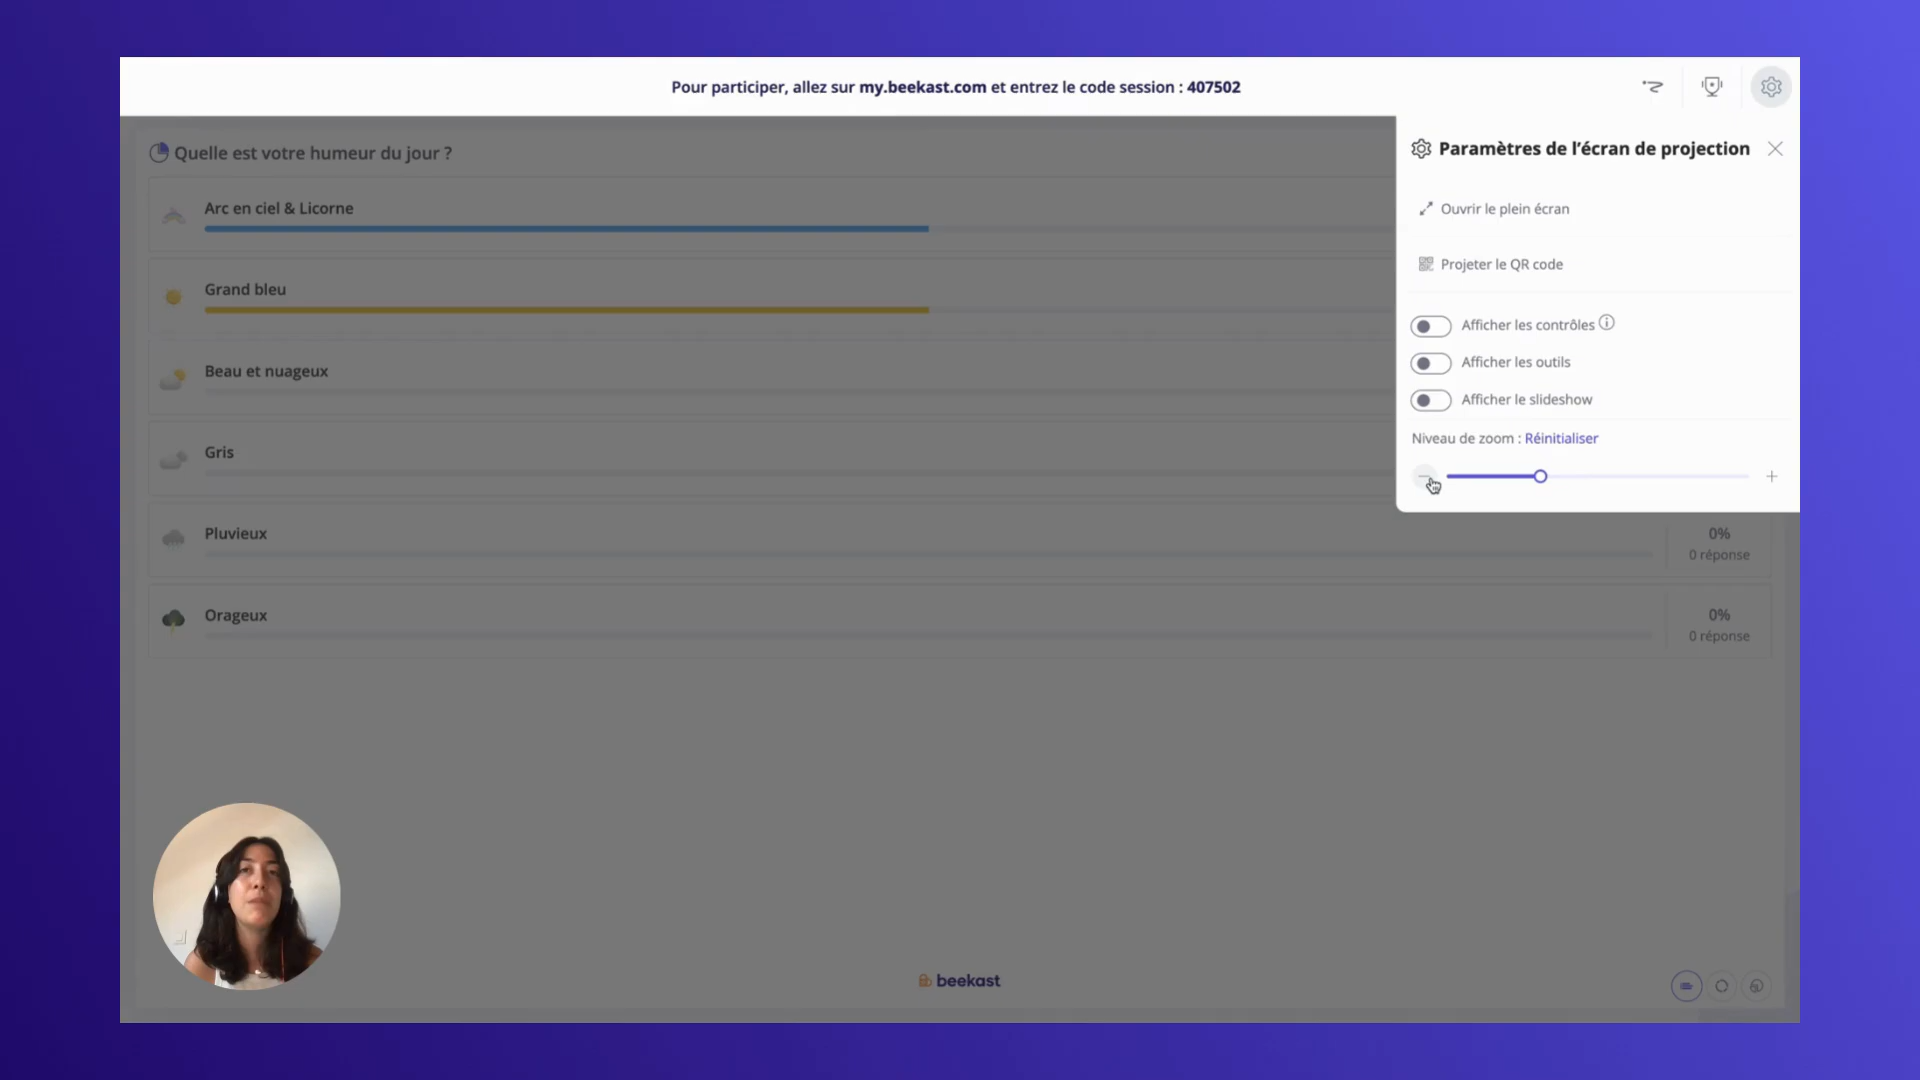 Pour participer, allez sur my.beekast.com et entrez le code session : 407502
Quelle est votre humeur du jour ?
Arc en ciel & Licorne
Grand bleu
Beau et nuageux
Gris
Pluvieux
0%
0 réponse
Orageux
0%
0 réponse
Paramètres de l'écran de projection
Ouvrir le plein écran
Projeter le QR code
Afficher les contrôles
Afficher les outils
Afficher le slideshow
Niveau de zoom : Réinitialiser
beekast